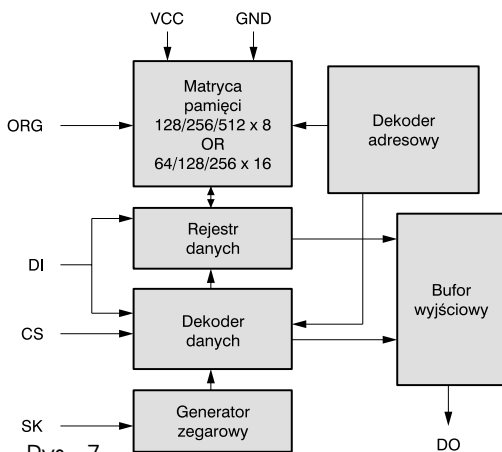 VCC
GND
Matryca
pamięci
128/256/512 x 8
OR
64/128/256 x 16
Dekoder
adresowy
ORG
Rejestr
danych
DI
Bufor
wyjściowy
Dekoder
danych
CS
Generator
zegarowy
SK
DO